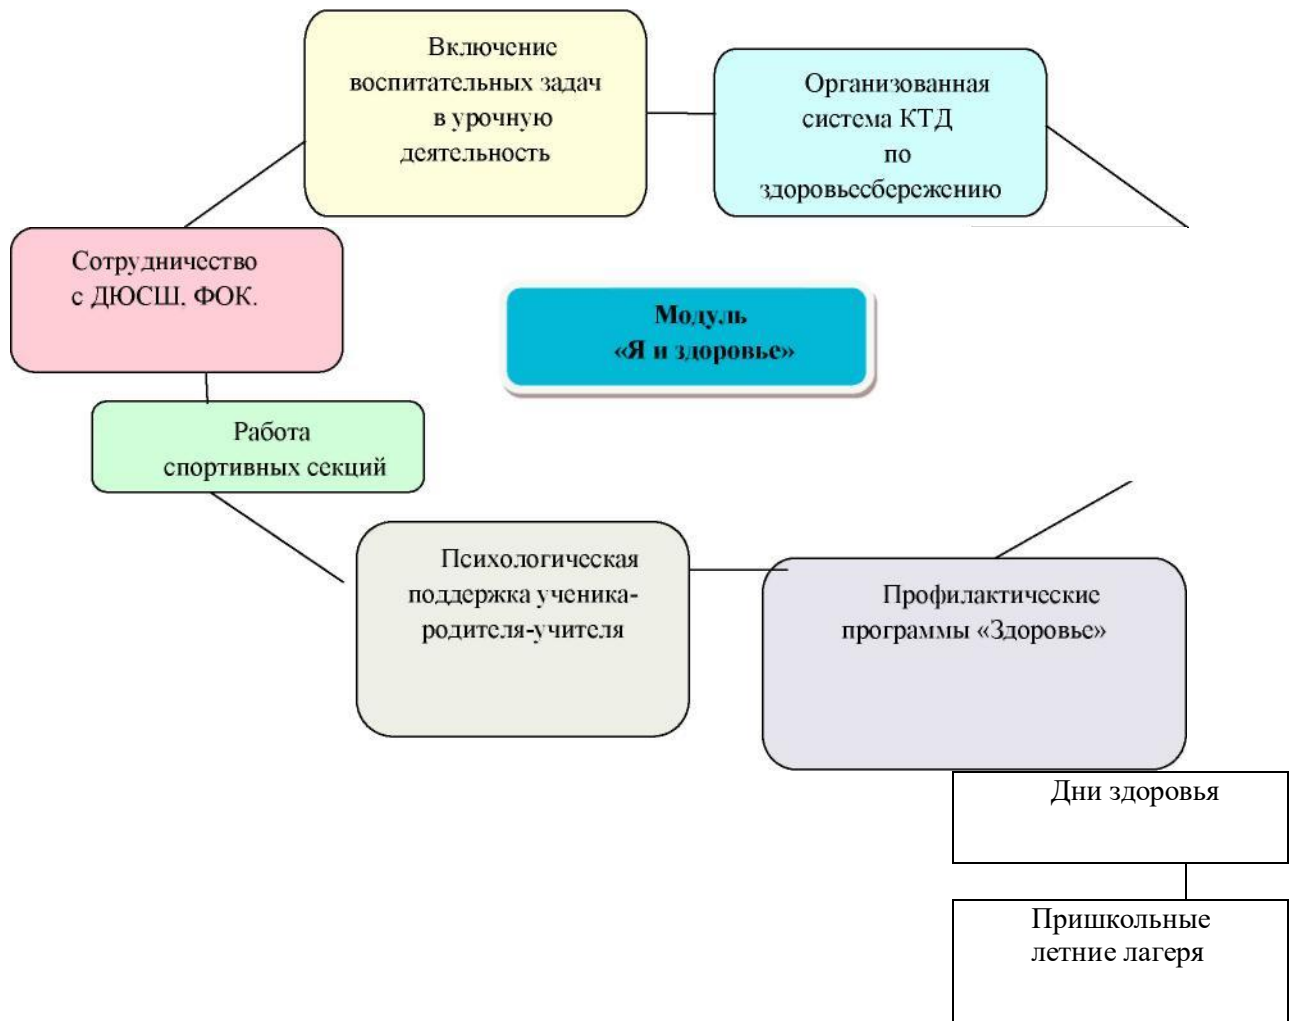 Включение
воспитательных задач
в урочную
деятельность
Организованная
система КТД
по
здоровьесбережению
Сотрудничество
с ДЮСШ. ФОК.
Модуль
«Я и здоровье»
Работа
спортивных секций
Психологическая
поддержка ученика-
родителя-учителя
Профилактические
программы «Здоровье»
Дни здоровья
Пришкольные
летние лагеря